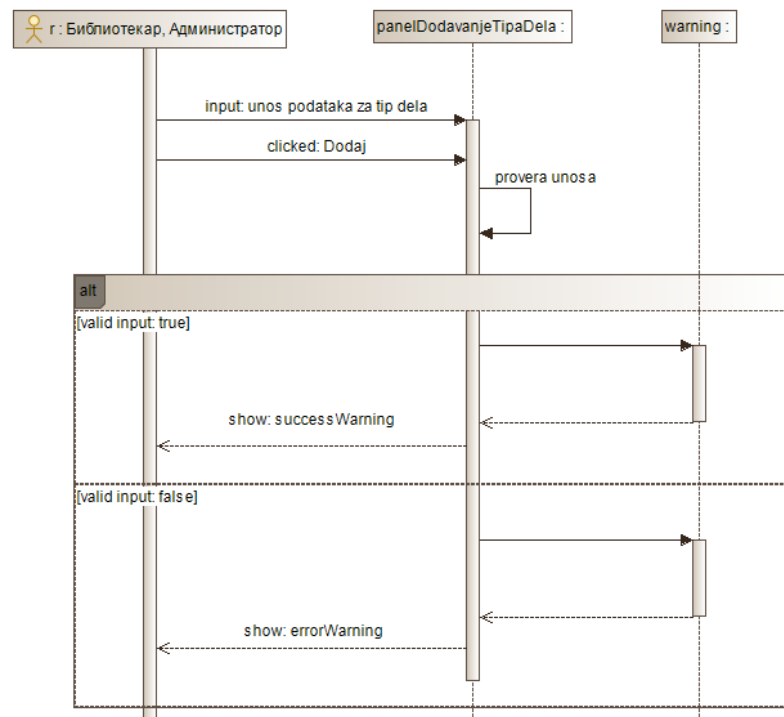 r : Библиотекар, Администратор
panelDodavanjeTipaDela :
warning :
input: unos podataka za tip dela
clicked: Dodaj
provera unosa
alt
[valid input: true]
show: successWarning
[valid input: false]
show: errorWarning